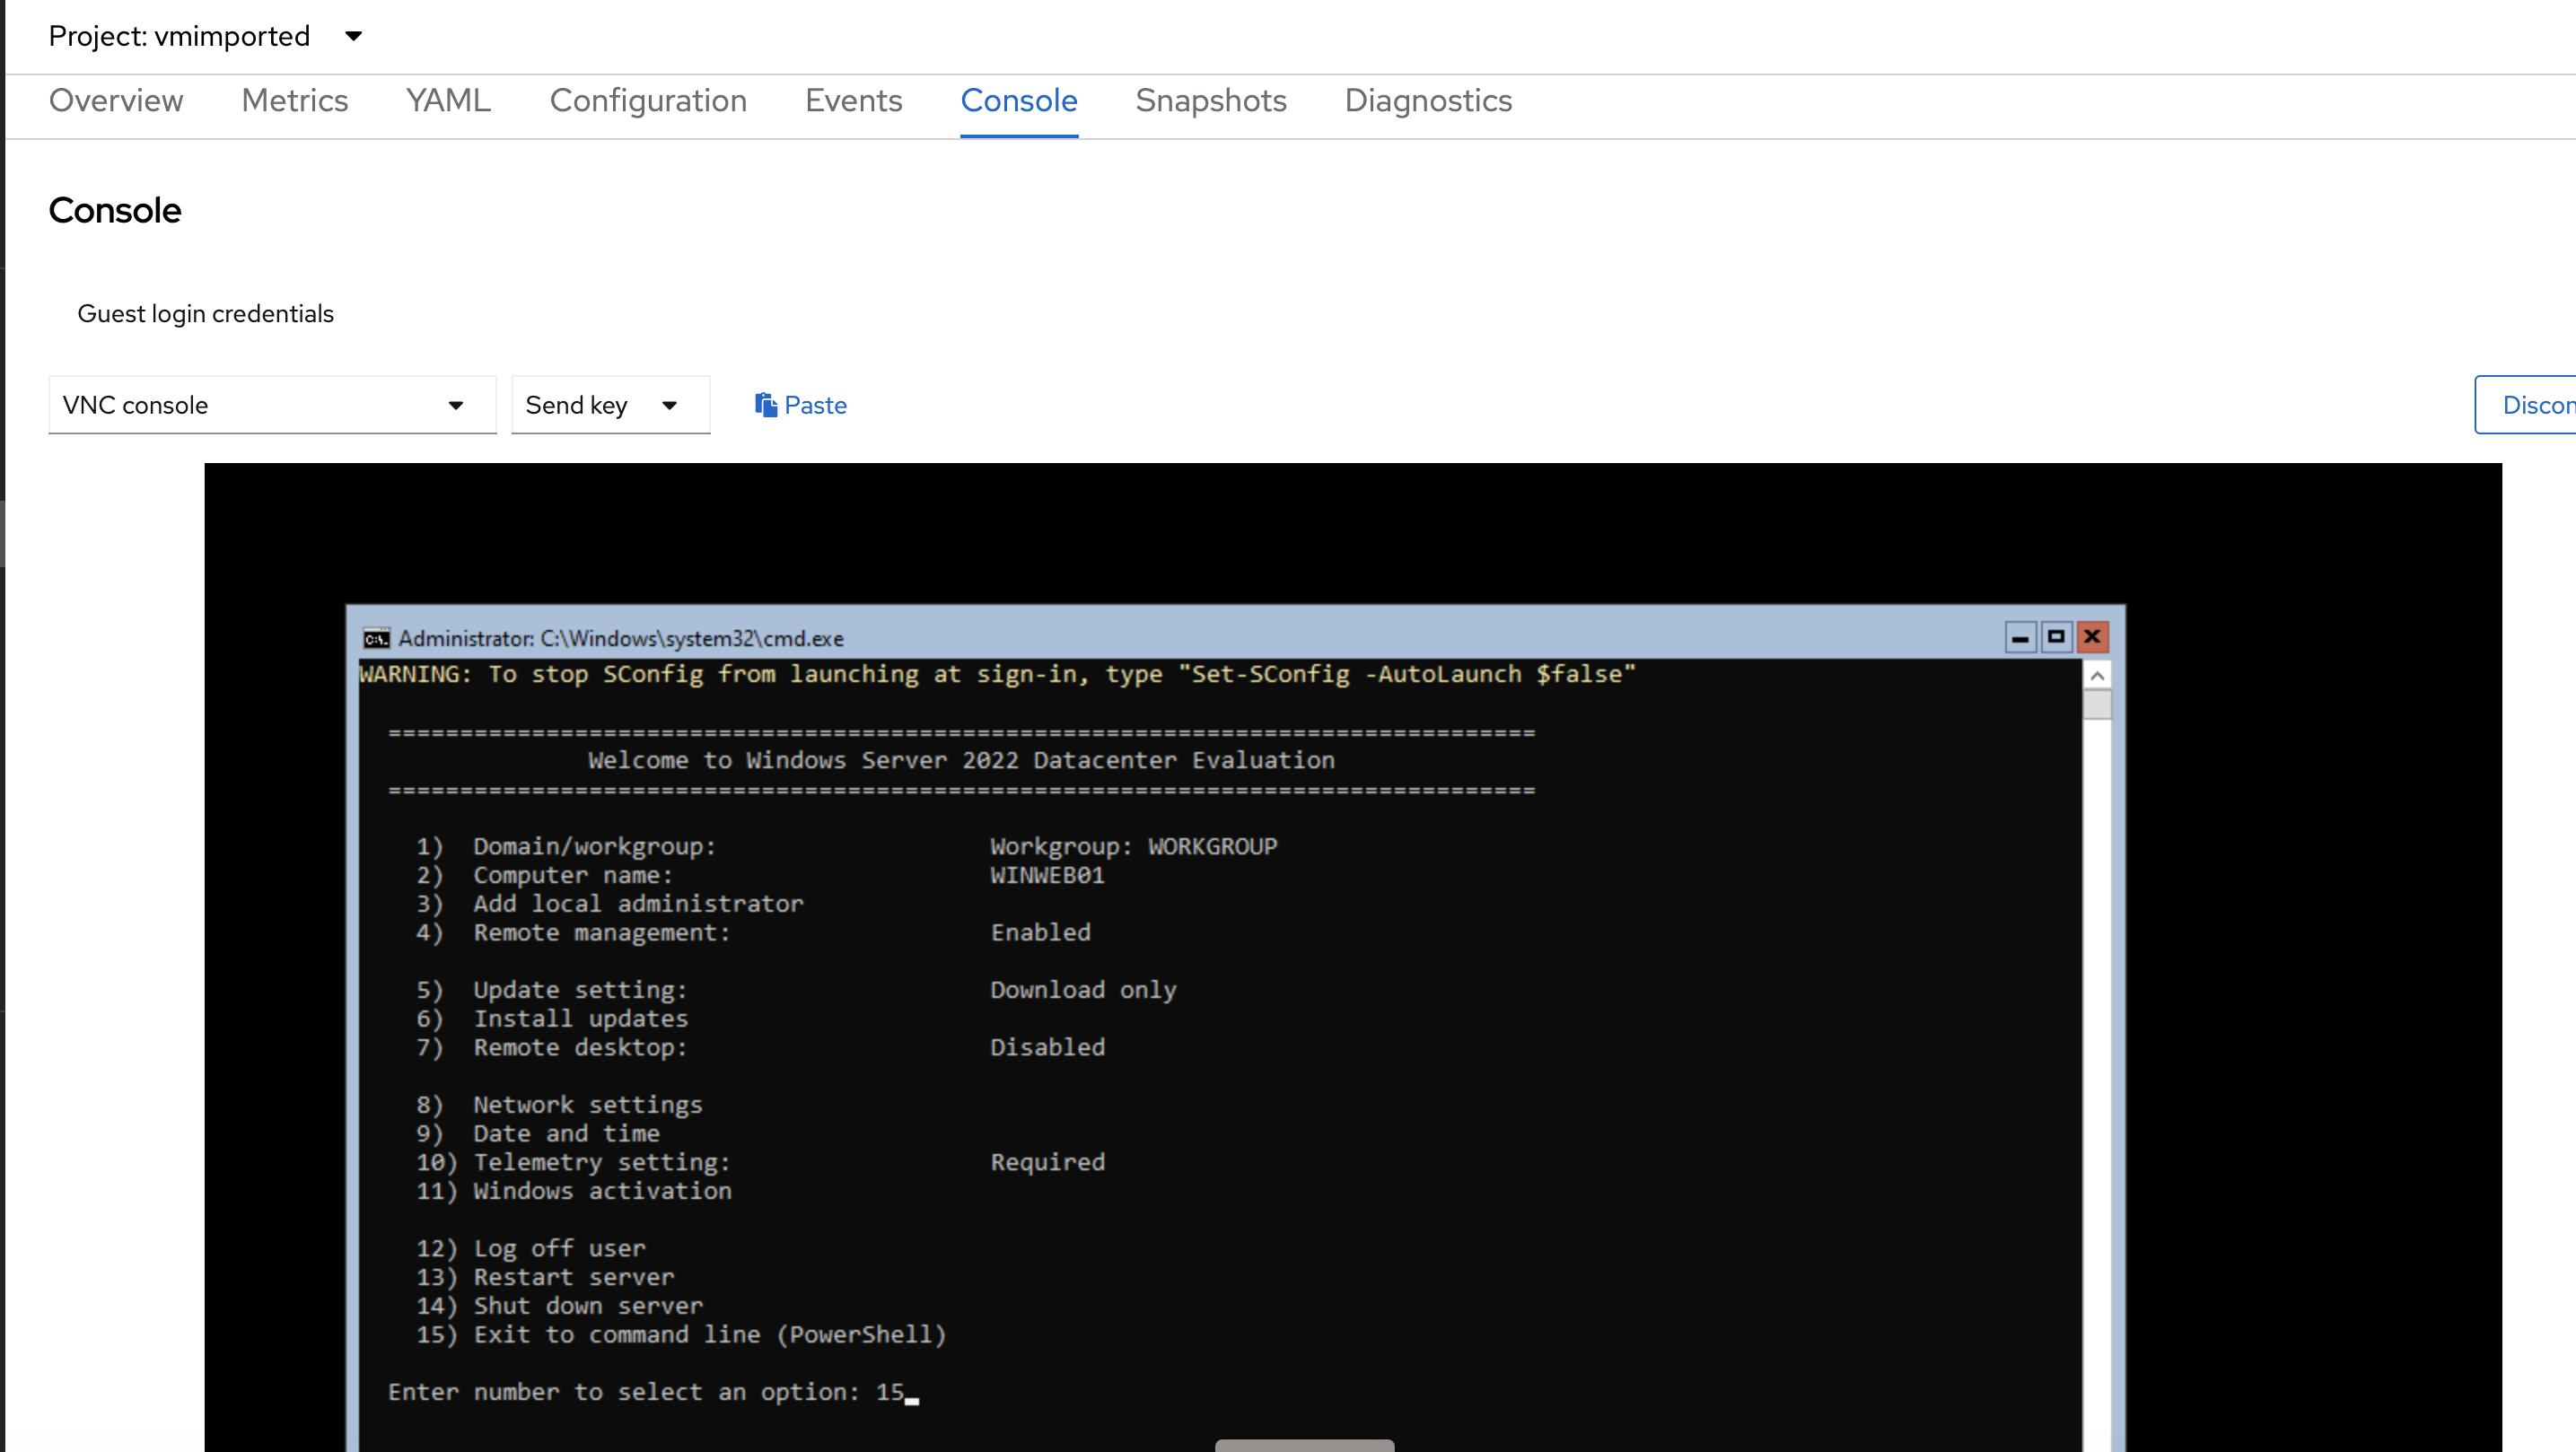 Project: vmimported
Overview Metrics YAML Configuration Events Console Snapshots Diagnostics
Console
Guest login credentials
VNC console Send key Paste
C:\. Administrator: C:\Windows\system32\cmd.exe
WARNING: To stop SConfig from launching at sign-in, type "Set-SConfig -AutoLaunch $false"
================================================================================
Welcome to Windows Server 2022 Datacenter Evaluation
================================================================================
1) Domain/workgroup: Workgroup: WORKGROUP
2) Computer name: WINWEB01
3) Add local administrator
4) Remote management: Enabled
5) Update setting: Download only
6) Install updates
7) Remote desktop: Disabled
8) Network settings
9) Date and time
10) Telemetry setting: Required
11) Windows activation
12) Log off user
13) Restart server
14) Shut down server
15) Exit to command line (PowerShell)
Enter number to select an option: 15